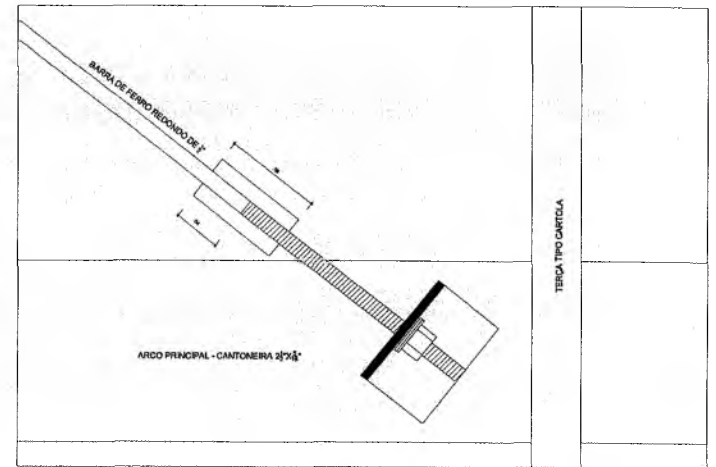 BARRA DE FERRO REDONDO DE
TERÇA TIPO CARTOLA
ARCO PRINCIPAL - CANTONEIRA